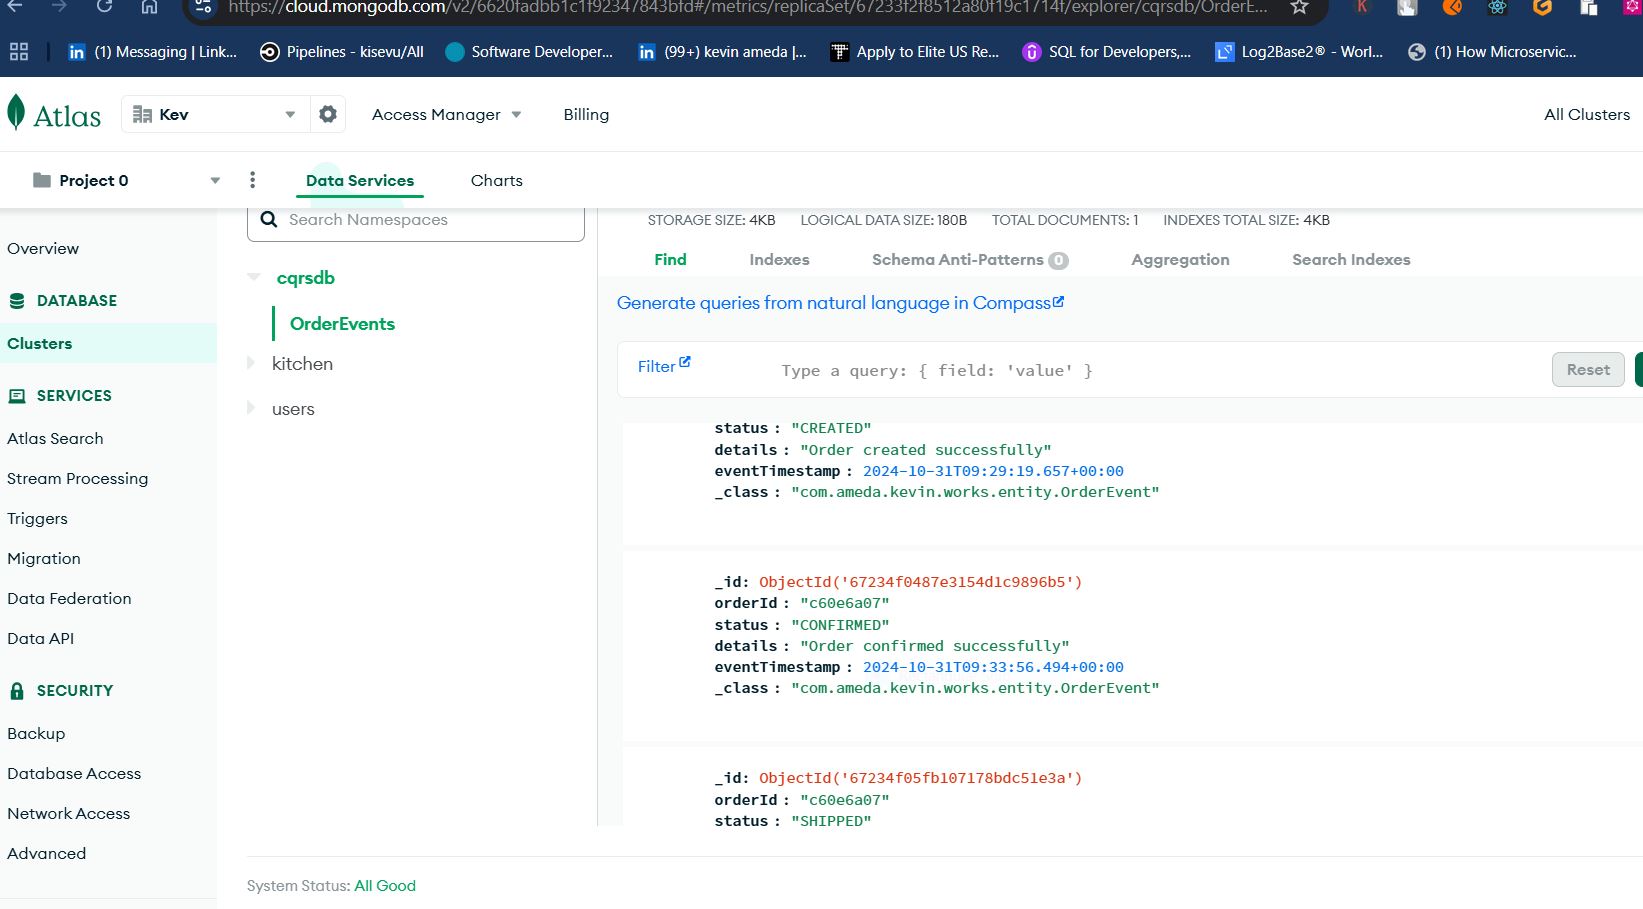 https://cloud.mongodb.com/v2/6620fadbb1c1f92347843bfd#/metrics/replicaSet/67233f2f8512a80f19c1714f/explorer/cqrsdb/OrderE...
(1) Messaging | Link...
Pipelines - kisevu/All
Software Developer...
(99+) kevin ameda |...
Apply to Elite US Re...
SQL for Developers,...
Log2Base2® - Worl...
(1) How Microservic...
Atlas
Kev
Access Manager
Billing
All Clusters
Project 0
Data Services
Charts
Search Namespaces
STORAGE SIZE: 4KB
LOGICAL DATA SIZE: 180B
TOTAL DOCUMENTS: 1
INDEXES TOTAL SIZE: 4KB
Overview
DATABASE
Clusters
SERVICES
Atlas Search
Stream Processing
Triggers
Migration
Data Federation
Data API
SECURITY
Backup
Database Access
Network Access
Advanced
cqrsdb
OrderEvents
kitchen
users
Find
Indexes
Schema Anti-Patterns 0
Aggregation
Search Indexes
Generate queries from natural language in Compass
Filter
Type a query: { field: 'value' }
Reset
status : "CREATED"
details : "Order created successfully"
eventTimestamp : 2024-10-31T09:29:19.657+00:00
_class : "com.ameda.kevin.works.entity.OrderEvent"
_id: ObjectId('67234f0487e3154d1c9896b5')
orderId : "c60e6a07"
status : "CONFIRMED"
details : "Order confirmed successfully"
eventTimestamp : 2024-10-31T09:33:56.494+00:00
_class : "com.ameda.kevin.works.entity.OrderEvent"
_id: ObjectId('67234f05fb107178bdc51e3a')
orderId : "c60e6a07"
status : "SHIPPED"
System Status: All Good